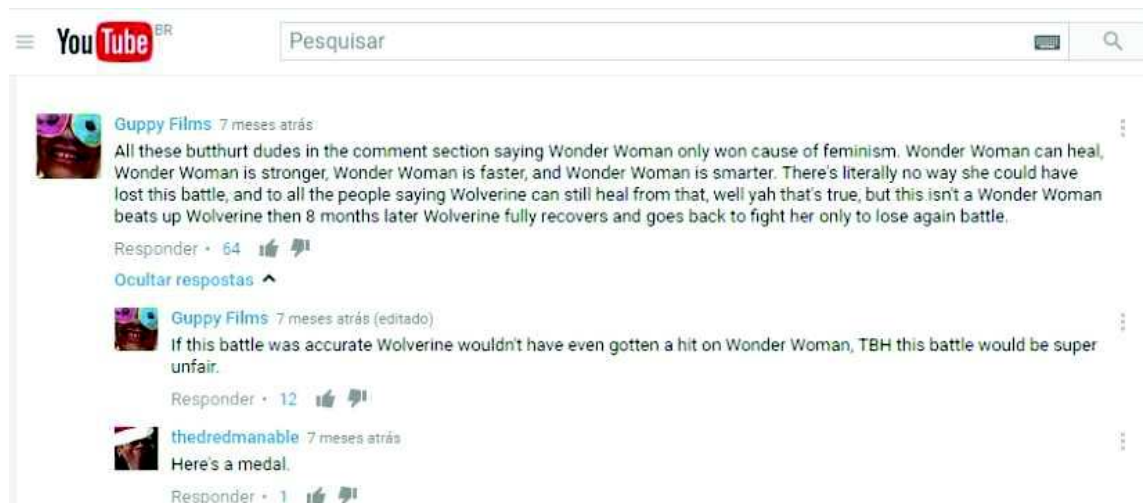 YouTube BR
Pesquisar
Guppy Films 7 meses atrás
All these butthurt dudes in the comment section saying Wonder Woman only won cause of feminism. Wonder Woman can heal,
Wonder Woman is stronger, Wonder Woman is faster, and Wonder Woman is smarter. There's literally no way she could have
lost this battle, and to all the people saying Wolverine can still heal from that, well yah that's true, but this isn't a Wonder Woman
beats up Wolverine then 8 months later Wolverine fully recovers and goes back to fight her only to lose again battle.
Responder • 64
Ocultar respostas
Guppy Films 7 meses atrás (editado)
If this battle was accurate Wolverine wouldn't have even gotten a hit on Wonder Woman, TBH this battle would be super
unfair.
Responder • 12
thedredmanable 7 meses atrás
Here's a medal.
Responder • 1